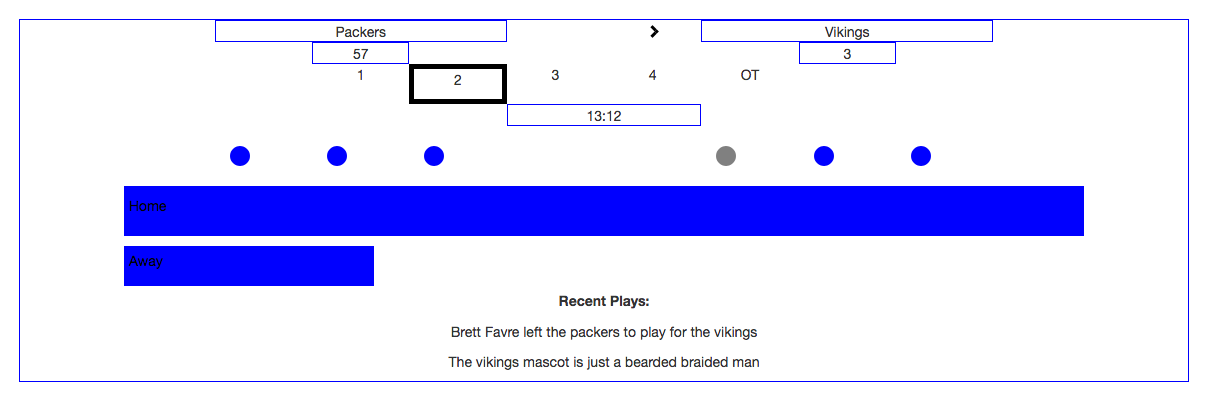 Packers Vikings
57 3
1 2 3 4 OT
13:12
Home
Away
Recent Plays:
Brett Favre left the packers to play for the vikings
The vikings mascot is just a bearded braided man